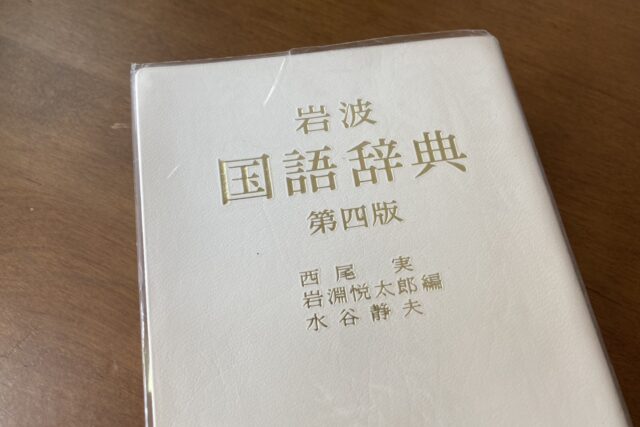 岩波
国語辞典
第四版
西尾 実
岩淵悦太郎編
水谷静夫